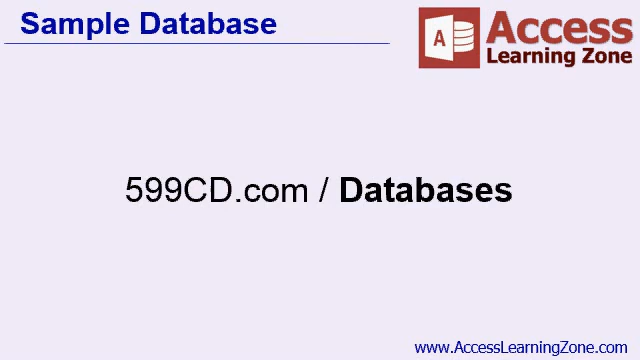 Sample Database
A
Access
Learning Zone
599CD.com / Databases
www.AccessLearningZone.com